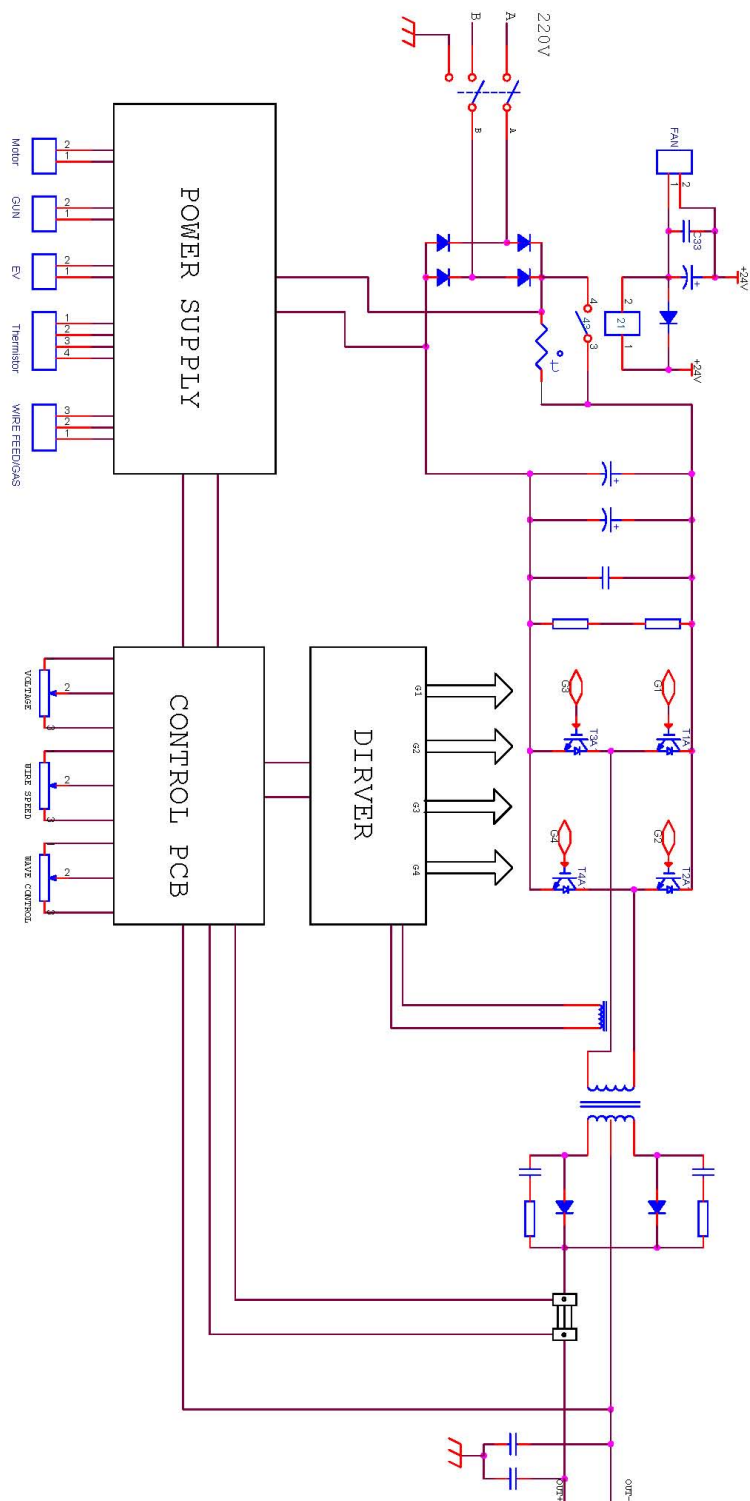 220V
A
B
A
B
FAN
1
2
C33
+24V
2
21
1
+24V
4
43
3
t°
+
+
+
POWER SUPPLY
Motor
2
1
GUN
2
1
EV
2
1
Thermistor
1
2
3
4
WIRE FEED/GAS
3
2
1
CONTROL PCB
VOLTAGE
2
3
WIRE SPEED
2
3
WAVE CONTROL
1
2
3
DIRVER
G1
G2
G3
G4
G1
T1A
G3
T3A
G2
T2A
G4
T4A
OUT-
OUT+